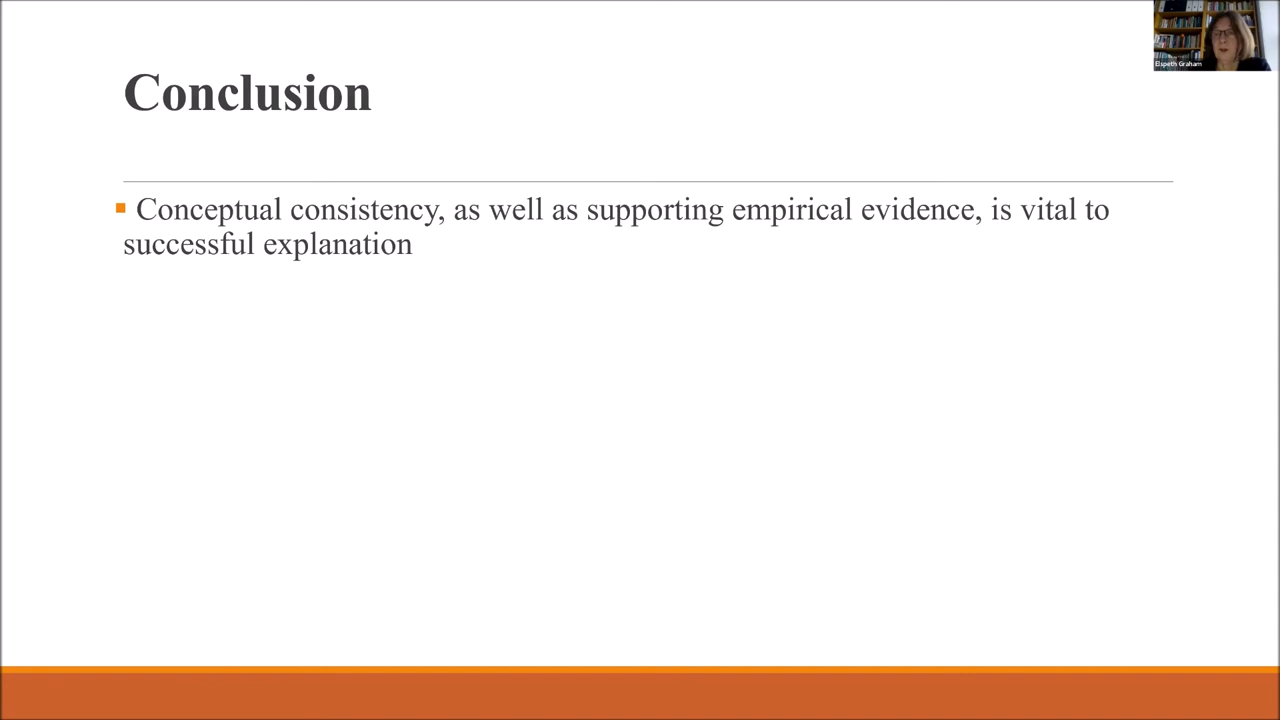 Elspeth Graham
Conclusion
Conceptual consistency, as well as supporting empirical evidence, is vital to
successful explanation